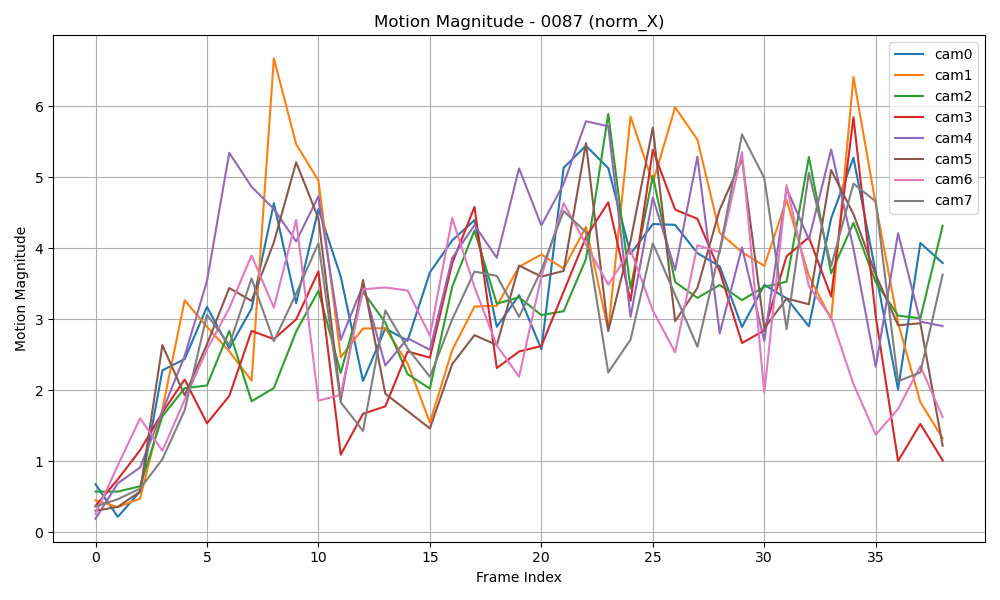 Motion Magnitude - 0087 (norm_X)
Motion Magnitude
6
5
4
3
2
1
0
0 5 10 15 20 25 30 35
Frame Index
cam0
cam1
cam2
cam3
cam4
cam5
cam6
cam7